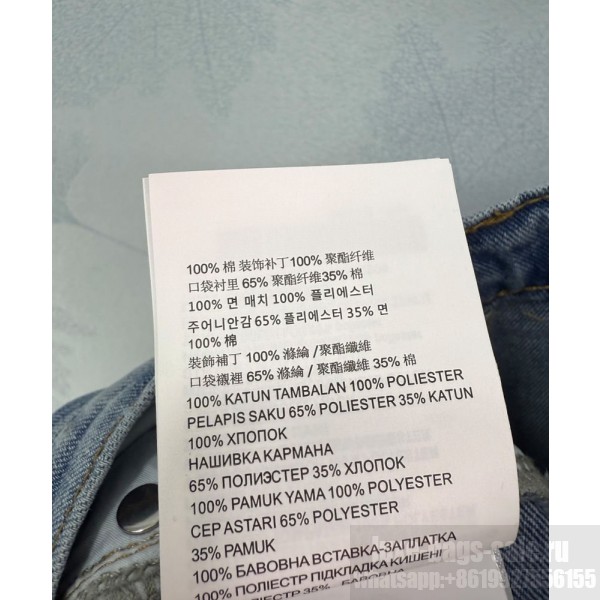 100% 棉 装饰补丁100% 聚酯纤维
口袋衬里 65% 聚酯纤维35% 棉
100% 면 매치 100% 폴리에스터
주어니안감 65% 폴리에스터 35% 면
100% 棉
裝飾補丁 100% 滌綸 /聚酯纖維
口袋襯裡 65% 滌綸 / 聚酯纖維 35% 棉
100% KATUN TAMBALAN 100% POLIESTER
PELAPIS SAKU 65% POLIESTER 35% KATUN
100% ХЛОПОК
НАШИВКА КАРМАНА
65% ПОЛИЭСТЕР 35% ХЛОПОК
100% PAMUK YAMA 100% POLYESTER
CEP ASTARI 65% POLYESTER
35% PAMUK
100% БАВОВНА ВСТАВКА-ЗАПЛАТКА
100% ПОЛІЕСТР ПІДКЛАДКА КИШЕНІ
ПОЛІЕСТР 35% БАВОВНА